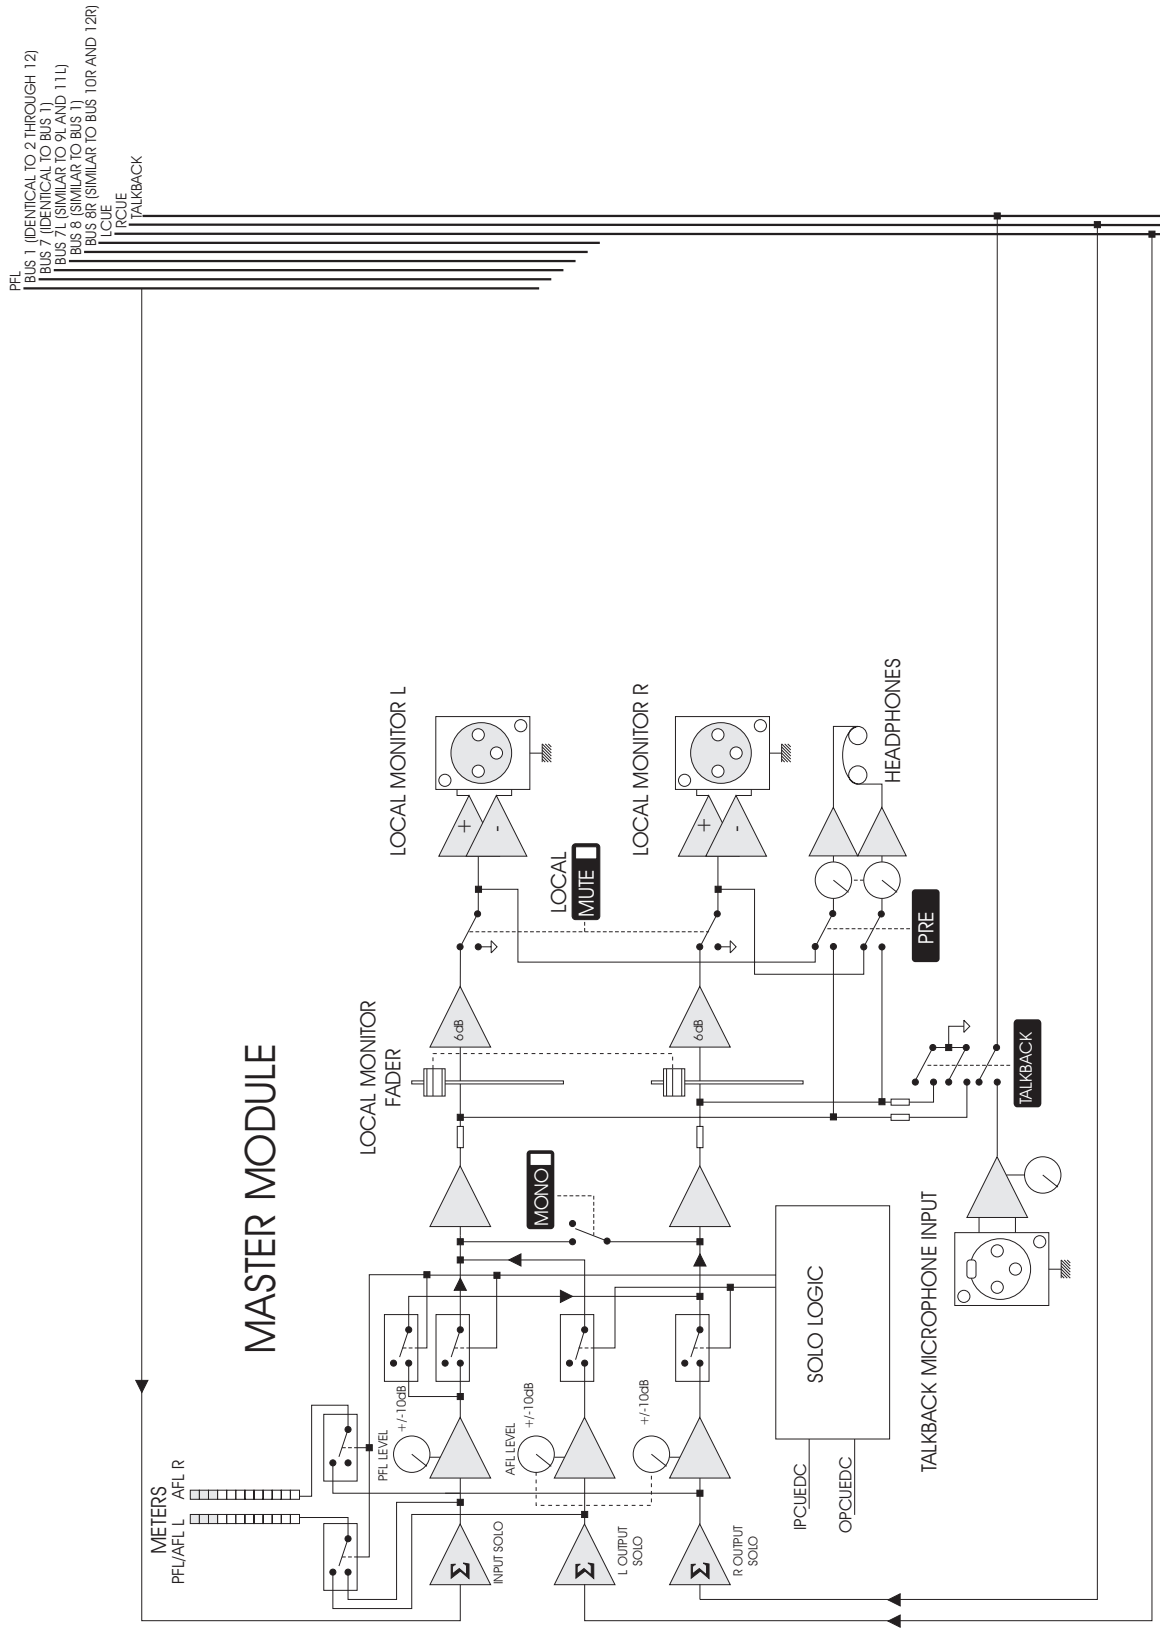 MASTER MODULE
PFL
BUS 1 (IDENTICAL TO 2 THROUGH 12)
BUS 7 (IDENTICAL TO BUS 1)
BUS 7L (SIMILAR TO 9L AND 11L)
BUS 8 (SIMILAR TO BUS 1)
BUS 8R (SIMILAR TO BUS 10R AND 12R)
LCUE
RCUE
TALKBACK
METERS
PFL/AFL L
AFL R
PFL LEVEL
+/-10dB
INPUT SOLO
Σ
AFL LEVEL
+/-10dB
L OUTPUT
SOLO
Σ
+/-10dB
R OUTPUT
SOLO
Σ
IPCUEDC
OPCUEDC
SOLO LOGIC
MONO
LOCAL MONITOR
FADER
6dB
6dB
LOCAL
MUTE
LOCAL MONITOR L
+
-
LOCAL MONITOR R
+
-
HEADPHONES
PRE
TALKBACK
TALKBACK MICROPHONE INPUT